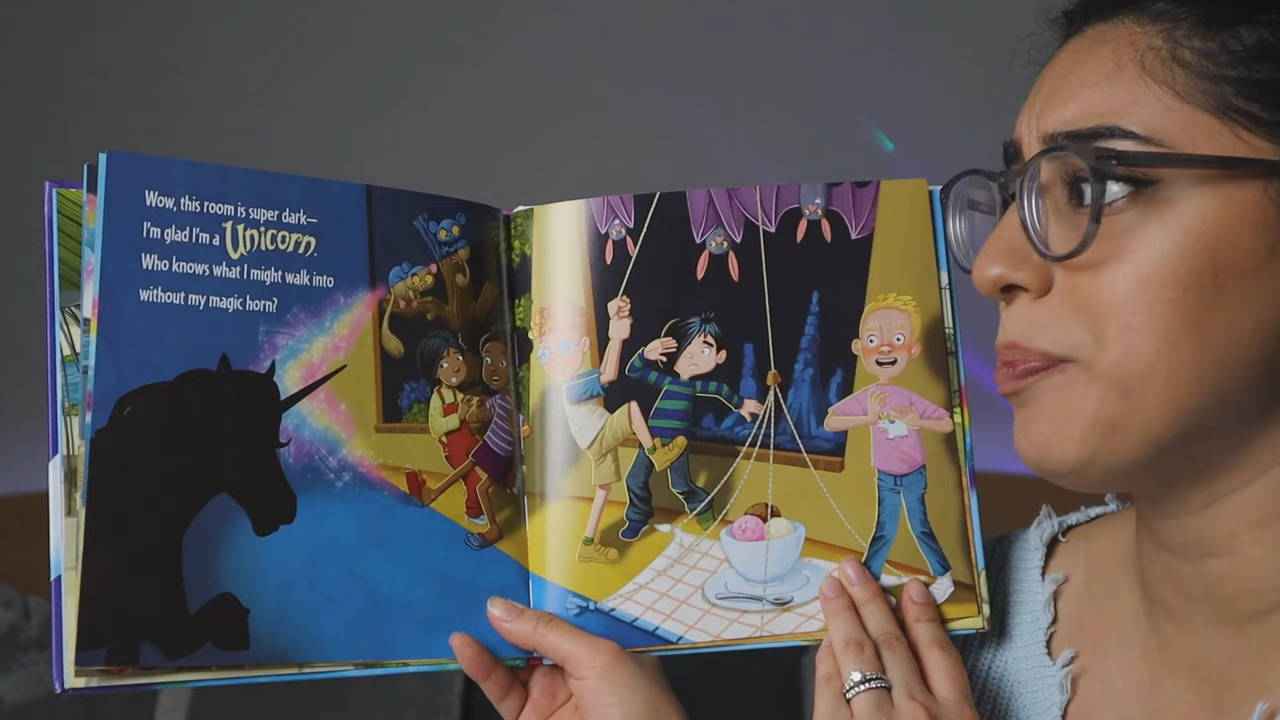 Wow, this room is super dark—
I'm glad I'm a Unicorn.
Who knows what I might walk into
without my magic horn?